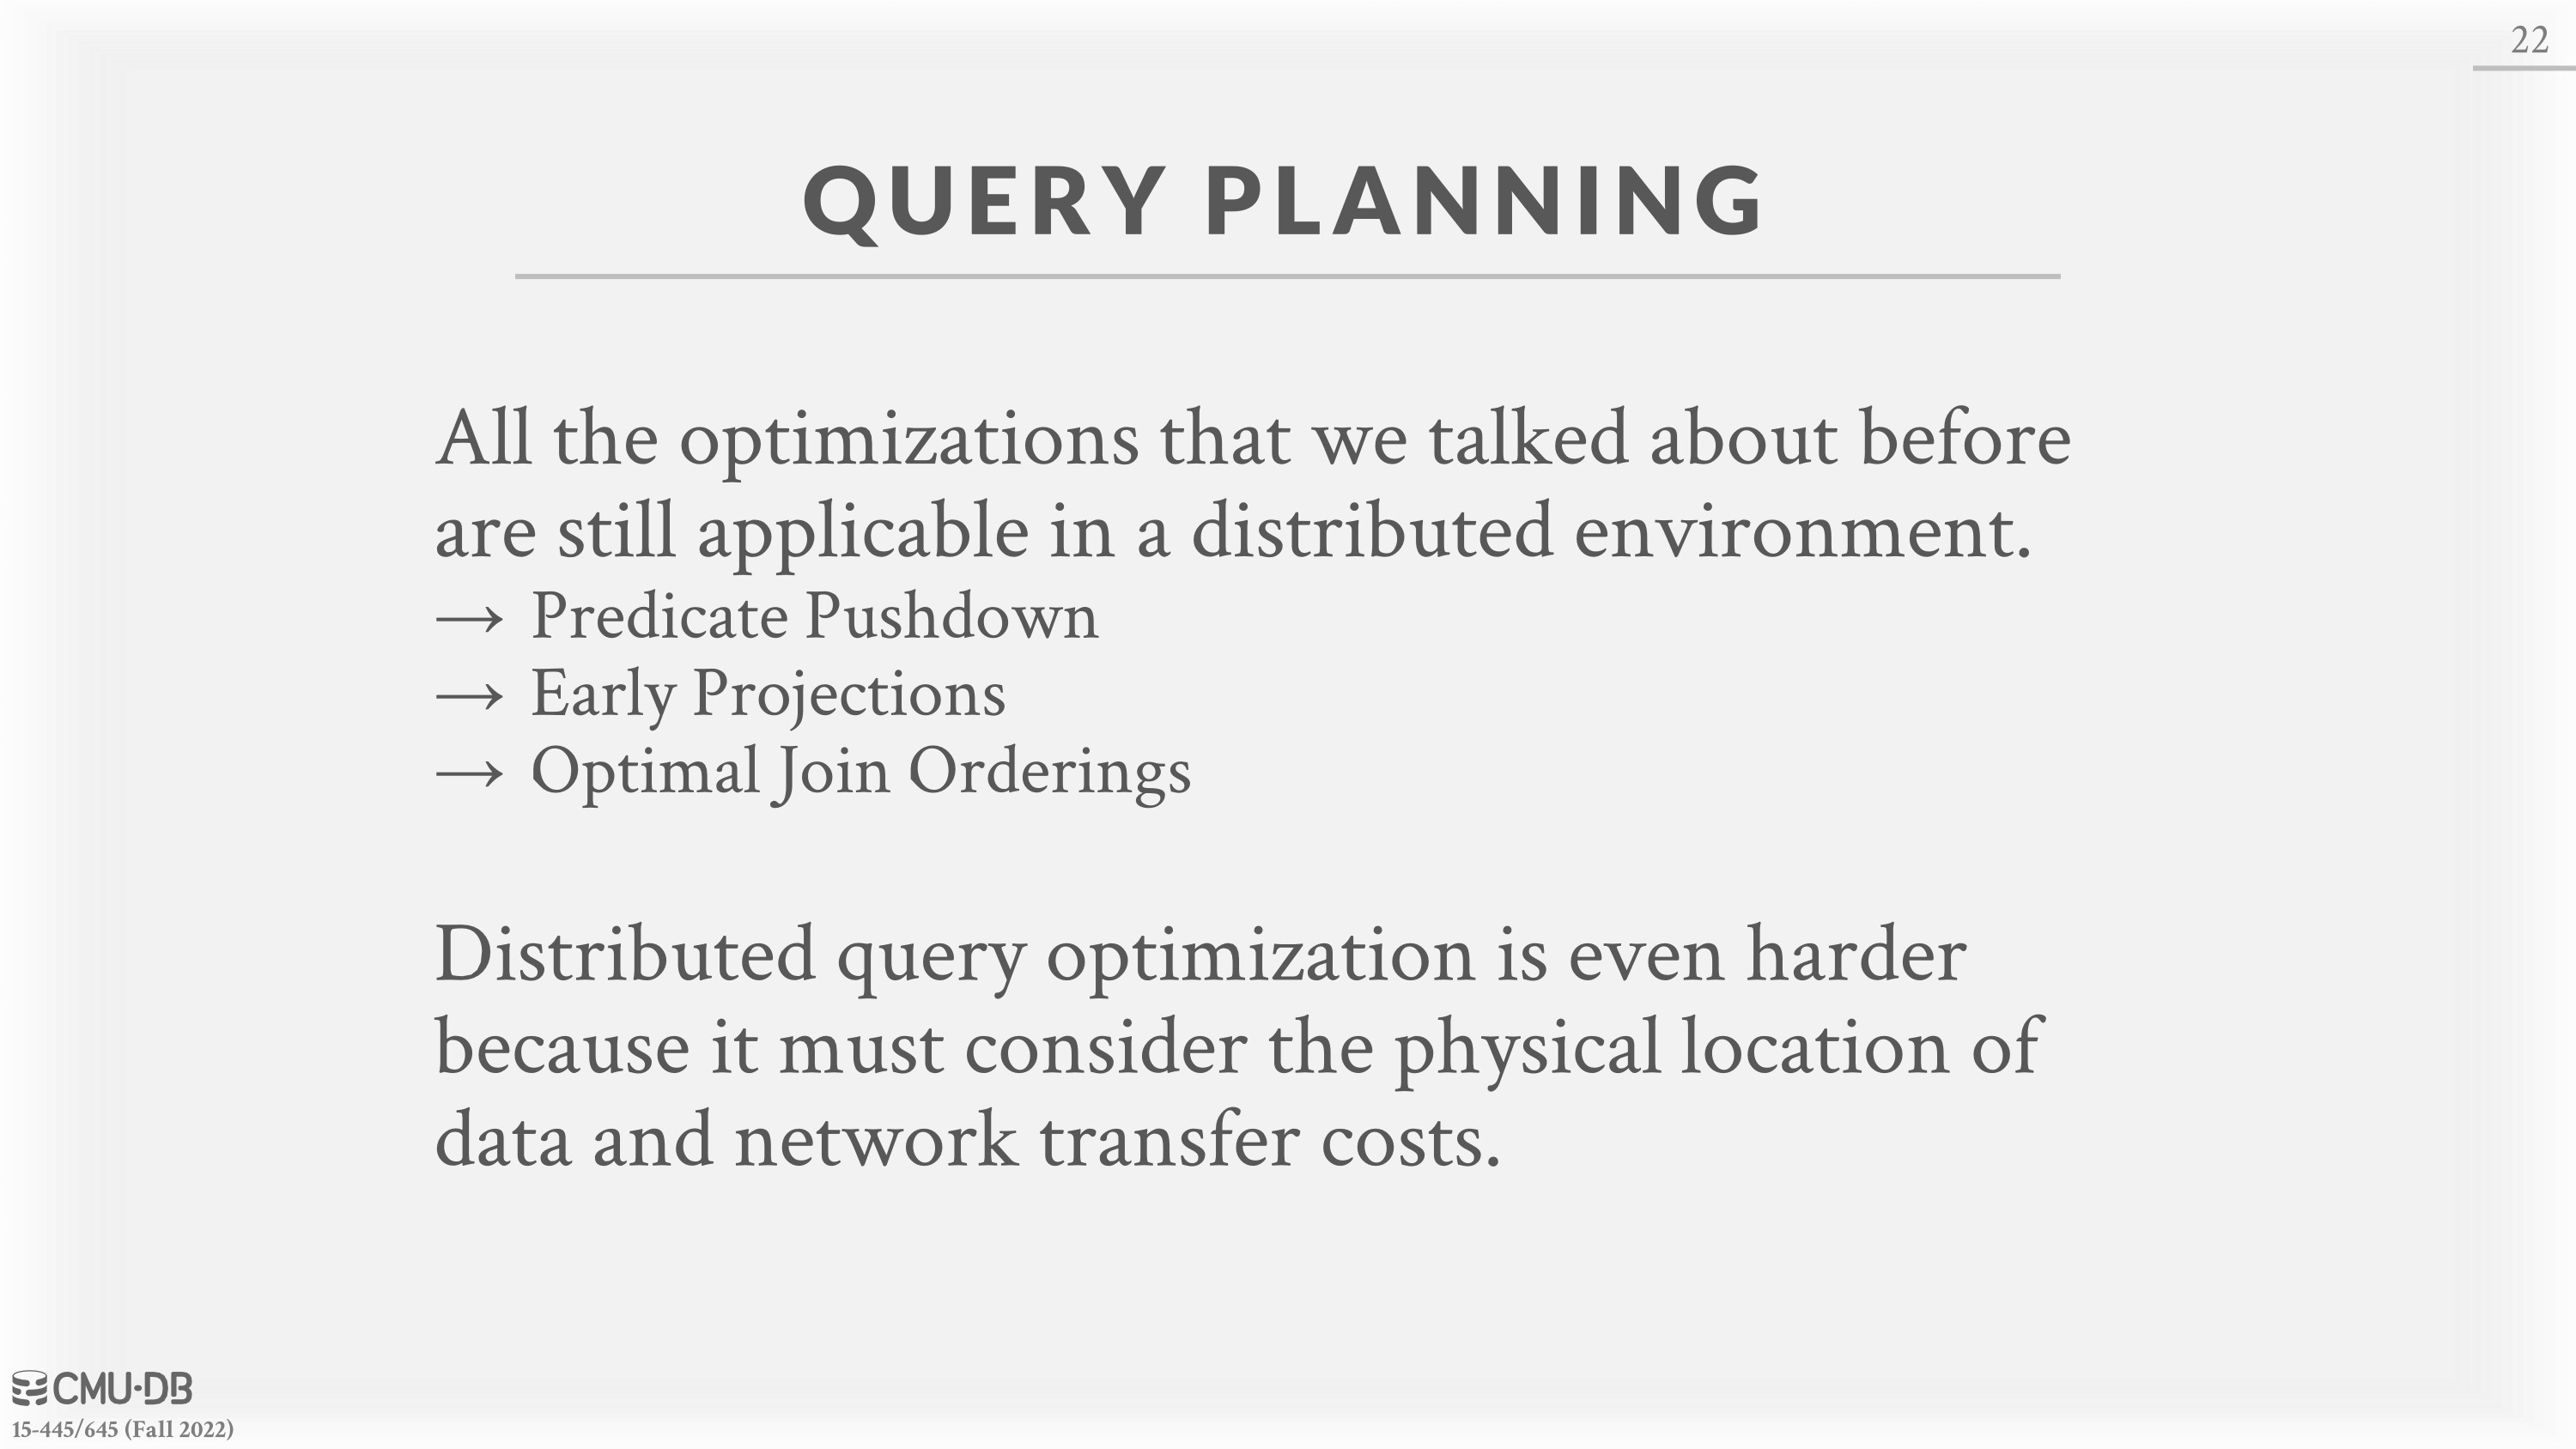 22
QUERY PLANNING
All the optimizations that we talked about before
are still applicable in a distributed environment.
→ Predicate Pushdown
→ Early Projections
→ Optimal Join Orderings
Distributed query optimization is even harder
because it must consider the physical location of
data and network transfer costs.
CMU·DB
15-445/645 (Fall 2022)